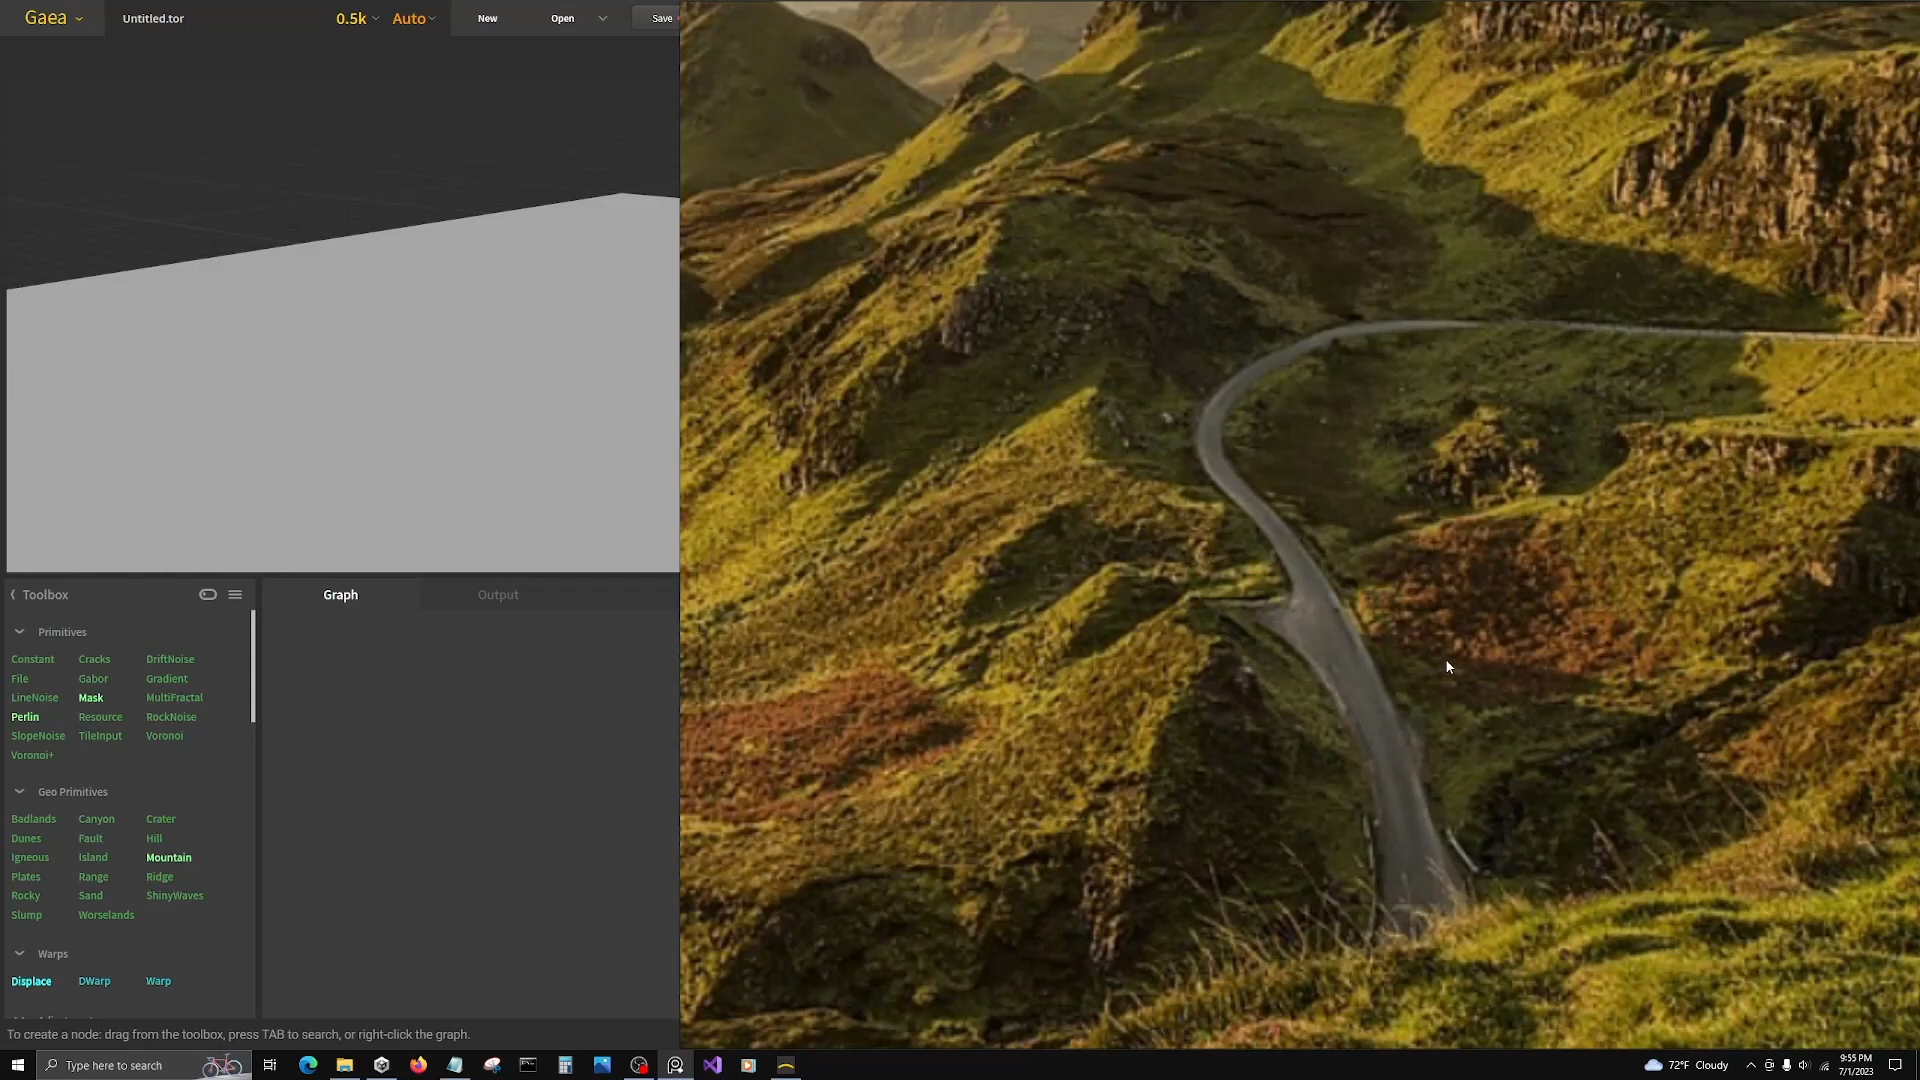 Gaea
Untitled.tor
0.5k
Auto
New
Open
Save
Toolbox
Graph
Output
Primitives
Constant Cracks DriftNoise
File Gabor Gradient
LineNoise Mask MultiFractal
Perlin Resource RockNoise
SlopeNoise TileInput Voronoi
Voronoi+
Geo Primitives
Badlands Canyon Crater
Dunes Fault Hill
Igneous Island Mountain
Plates Range Ridge
Rocky Sand ShinyWaves
Slump Worselands
Warps
Displace DWarp Warp
To create a node: drag from the toolbox, press TAB to search, or right-click the graph.
Type here to search
72°F Cloudy
9:55 PM
7/1/2023